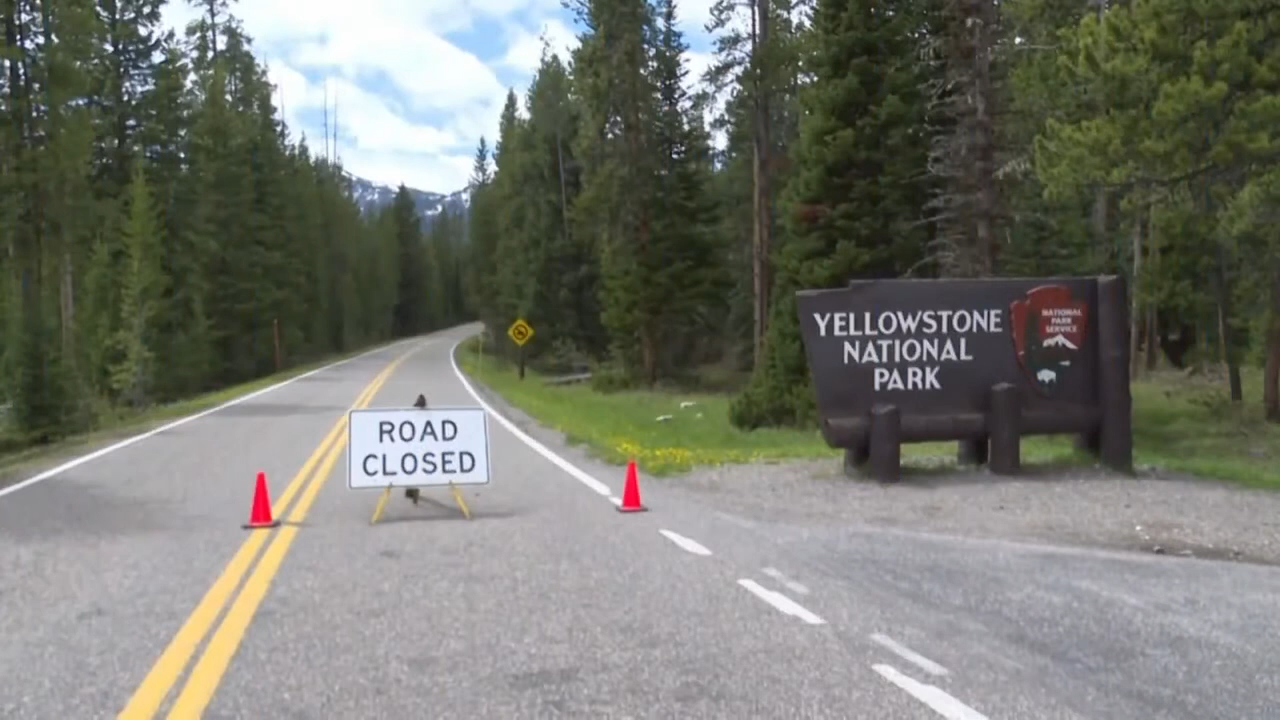 ROAD
CLOSED
YELLOWSTONE
NATIONAL
PARK
NATIONAL
PARK
SERVICE